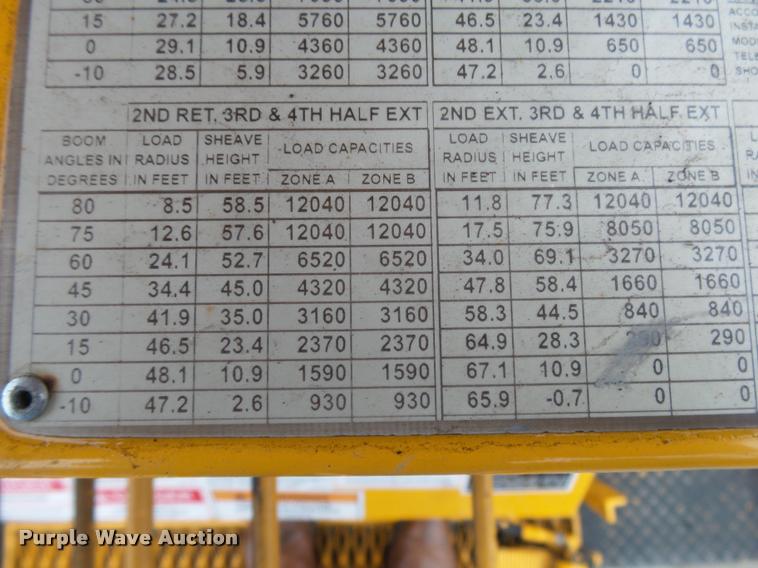 15 27.2 18.4 5760 5760 46.5 23.4 1430 1430
0 29.1 10.9 4360 4360 48.1 10.9 650 650
-10 28.5 5.9 3260 3260 47.2 2.6 0 0
2ND RET. 3RD & 4TH HALF EXT 2ND EXT. 3RD & 4TH HALF EXT
BOOM LOAD SHEAVE LOAD CAPACITIES LOAD SHEAVE LOAD CAPACITIES
ANGLES IN RADIUS HEIGHT RADIUS HEIGHT
DEGREES IN FEET IN FEET ZONE A ZONE B IN FEET IN FEET ZONE A ZONE B
80 8.5 58.5 12040 12040 11.8 77.3 12040 12040
75 12.6 57.6 12040 12040 17.5 75.9 8050 8050
60 24.1 52.7 6520 6520 34.0 69.1 3270 3270
45 34.4 45.0 4320 4320 47.8 58.4 1660 1660
30 41.9 35.0 3160 3160 58.3 44.5 840 840
15 46.5 23.4 2370 2370 64.9 28.3 290 290
0 48.1 10.9 1590 1590 67.1 10.9 0 0
-10 47.2 2.6 930 930 65.9 -0.7 0 0
Purple Wave Auction